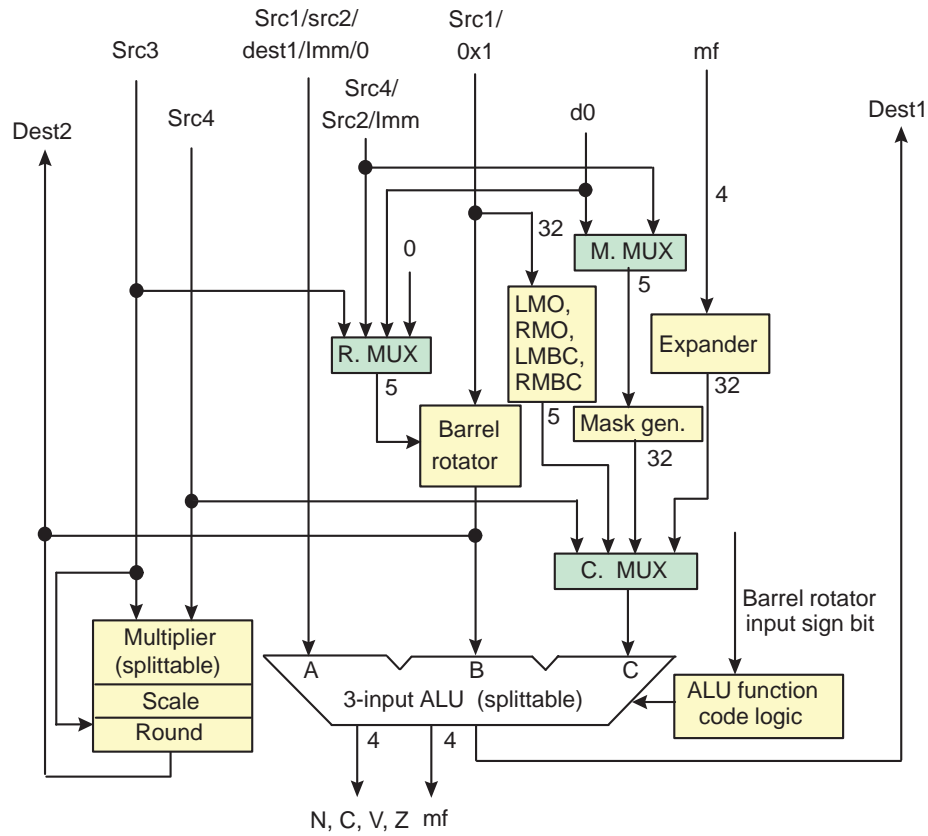 Src1/src2/
dest1/Imm/0
Src1/
0x1
Src3
mf
Src4/
Src2/Imm
Dest2
Src4
d0
Dest1
4
32
0
M. MUX
5
LMO,
RMO,
LMBC,
RMBC
R. MUX
Expander
5
32
5
Barrel
rotator
Mask gen.
32
C. MUX
Barrel rotator
input sign bit
Multiplier
(splittable)
Scale
Round
A
B
C
3-input ALU (splittable)
ALU function
code logic
4
4
N, C, V, Z
mf